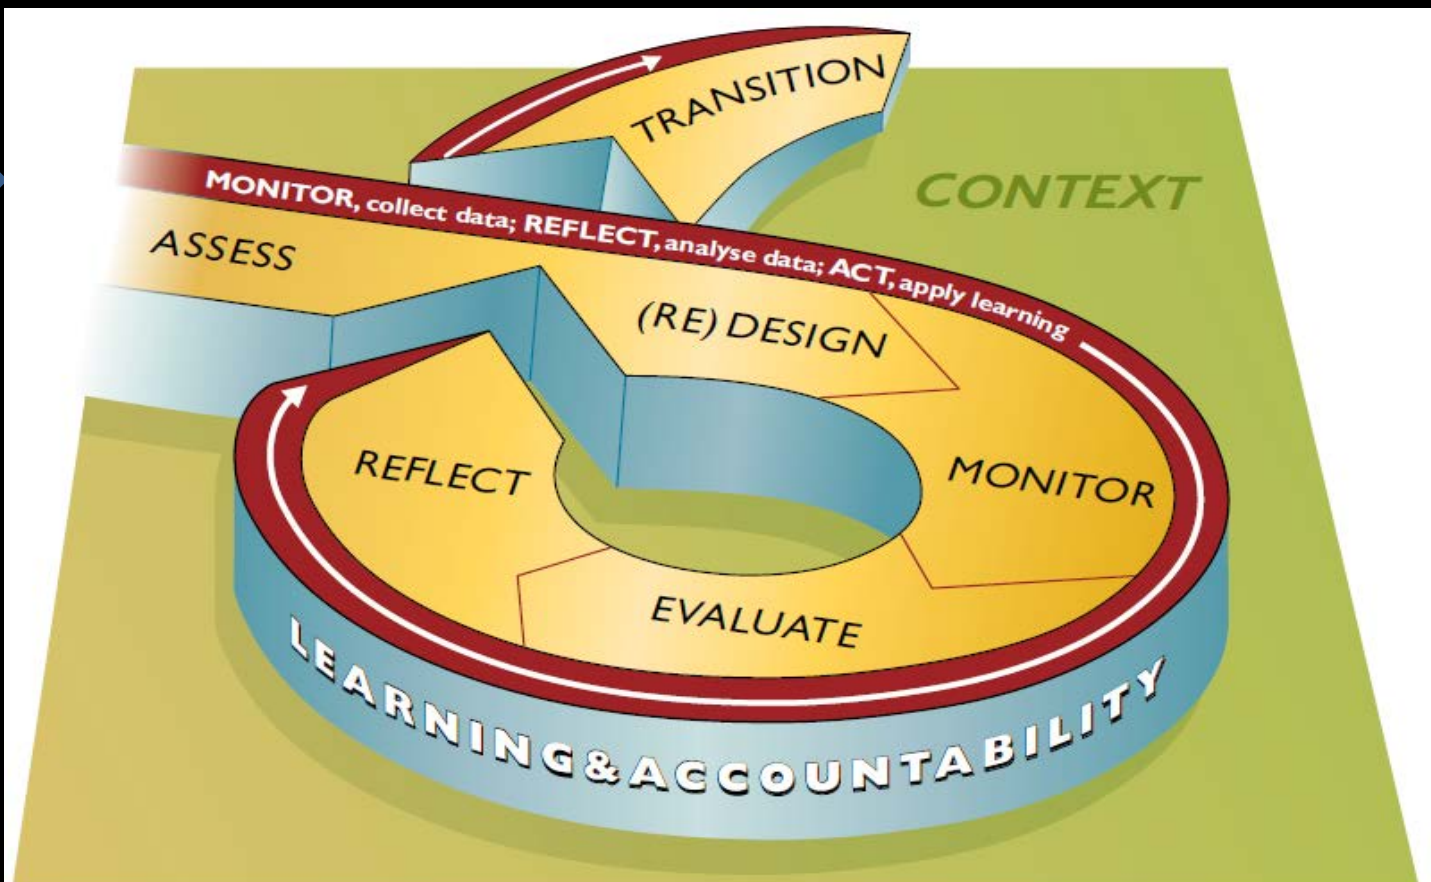 TRANSITION
CONTEXT
MONITOR, collect data; REFLECT, analyse data; ACT, apply learning
ASSESS
(RE) DESIGN
MONITOR
REFLECT
EVALUATE
LEARNING & ACCOUNTABILITY